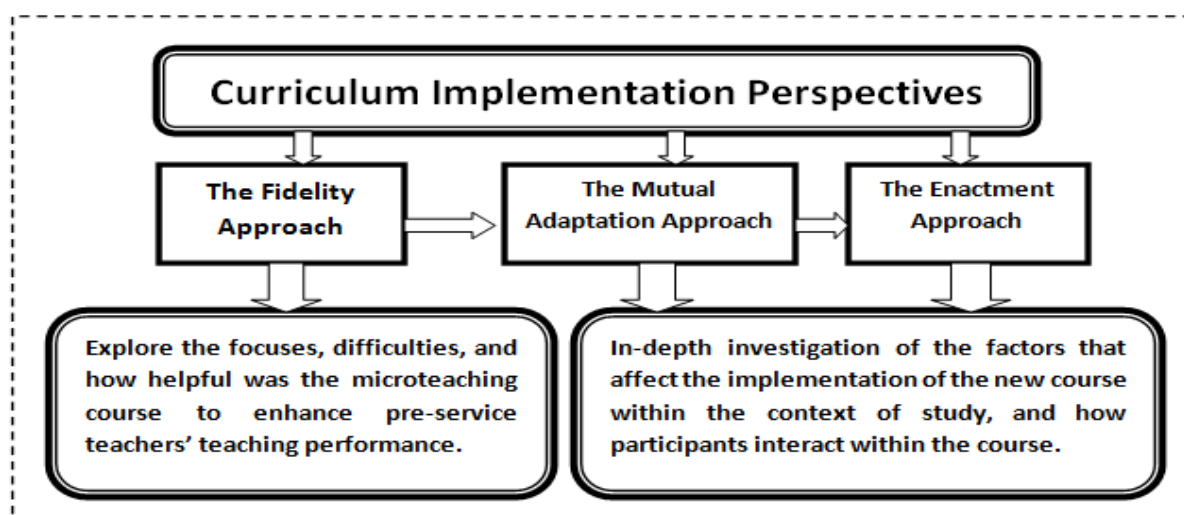 Curriculum Implementation Perspectives
The Fidelity
Approach
The Mutual
Adaptation Approach
The Enactment
Approach
Explore the focuses, difficulties, and
how helpful was the microteaching
course to enhance pre-service
teachers’ teaching performance.
In-depth investigation of the factors that
affect the implementation of the new course
within the context of study, and how
participants interact within the course.